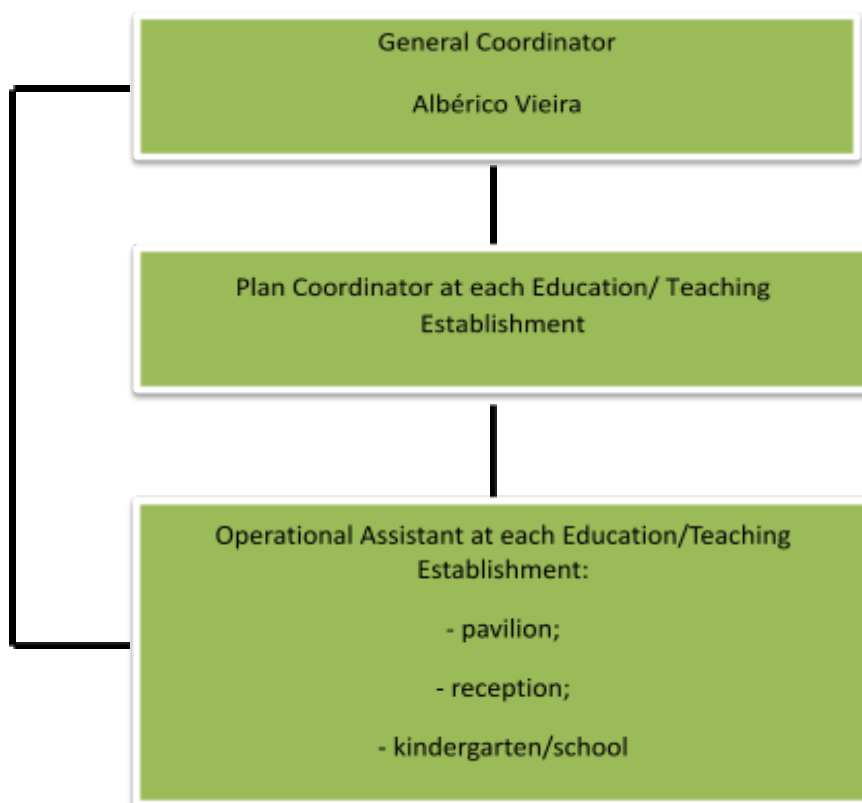 General Coordinator
Albérico Vieira
Plan Coordinator at each Education/ Teaching
Establishment
Operational Assistant at each Education/Teaching
Establishment:
- pavilion;
- reception;
- kindergarten/school